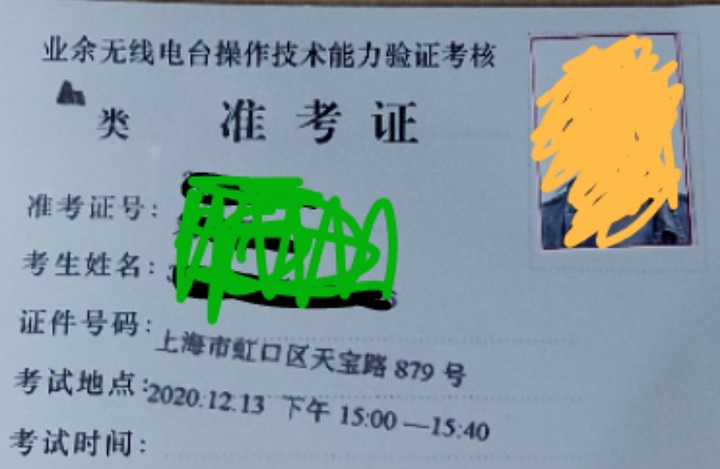 业余无线电台操作技术能力验证考核
A 类 准考证
准考证号:
考生姓名:
证件号码:
上海市虹口区天宝路 879 号
考试地点:
2020.12.13 下午 15:00 —15:40
考试时间: